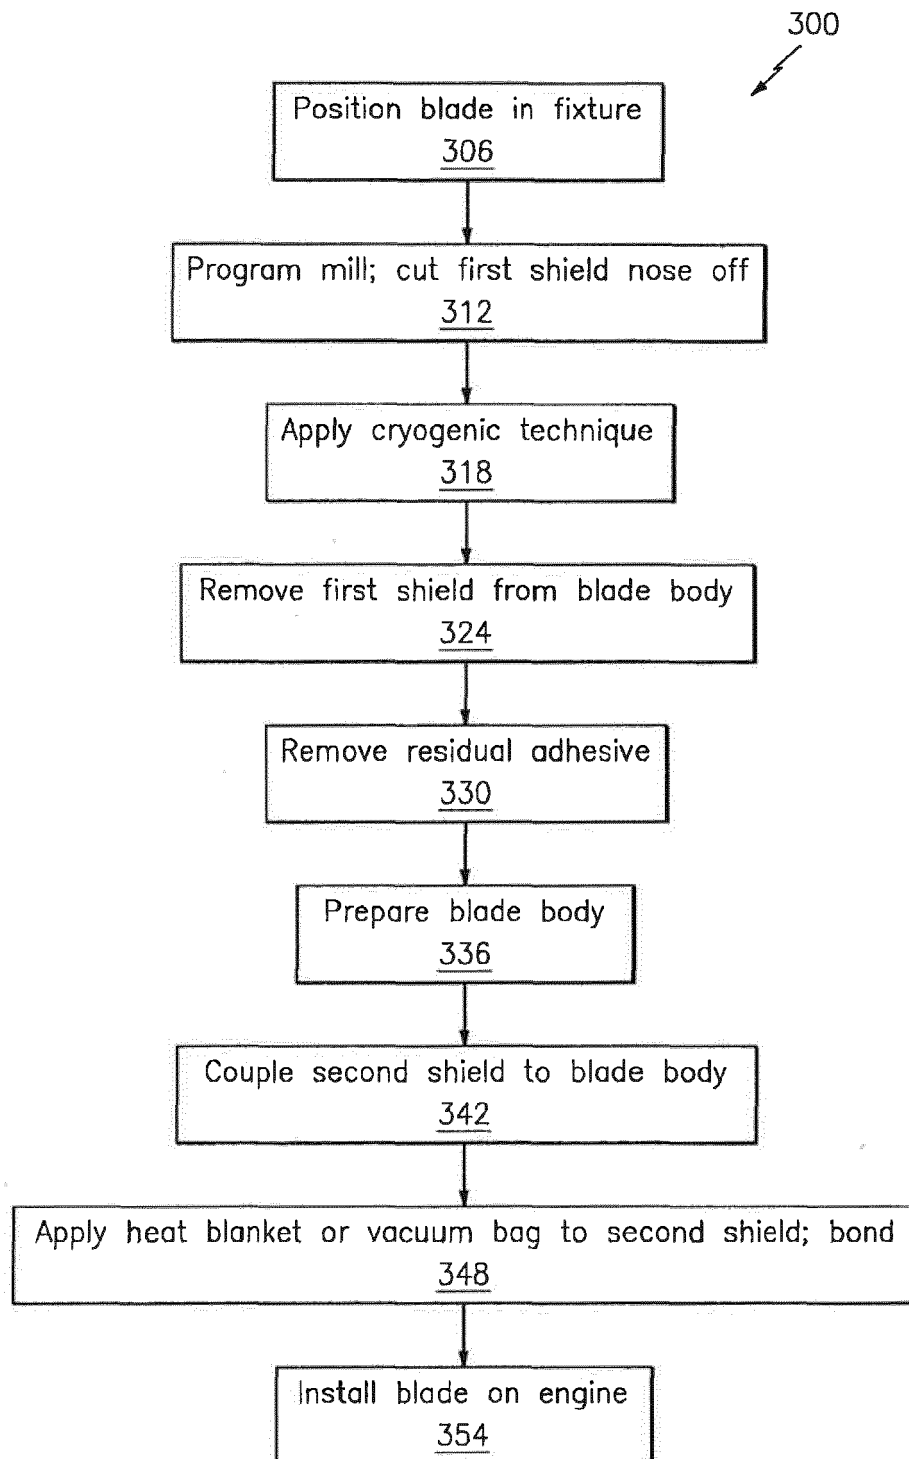 300
Position blade in fixture
306
Program mill; cut first shield nose off
312
Apply cryogenic technique
318
Remove first shield from blade body
324
Remove residual adhesive
330
Prepare blade body
336
Couple second shield to blade body
342
Apply heat blanket or vacuum bag to second shield; bond
348
Install blade on engine
354